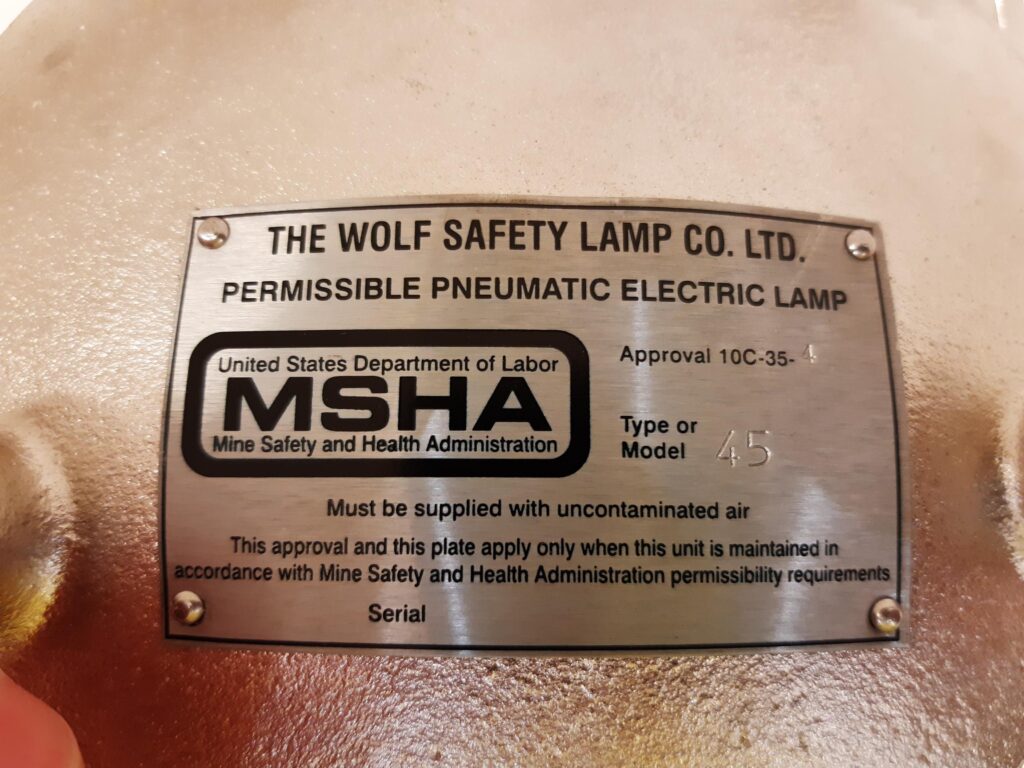 THE WOLF SAFETY LAMP CO. LTD.
PERMISSIBLE PNEUMATIC ELECTRIC LAMP
United States Department of Labor
MSHA
Mine Safety and Health Administration
Approval 10C-35-4
Type or
Model 45
Must be supplied with uncontaminated air
This approval and this plate apply only when this unit is maintained in
accordance with Mine Safety and Health Administration permissibility requirements
Serial